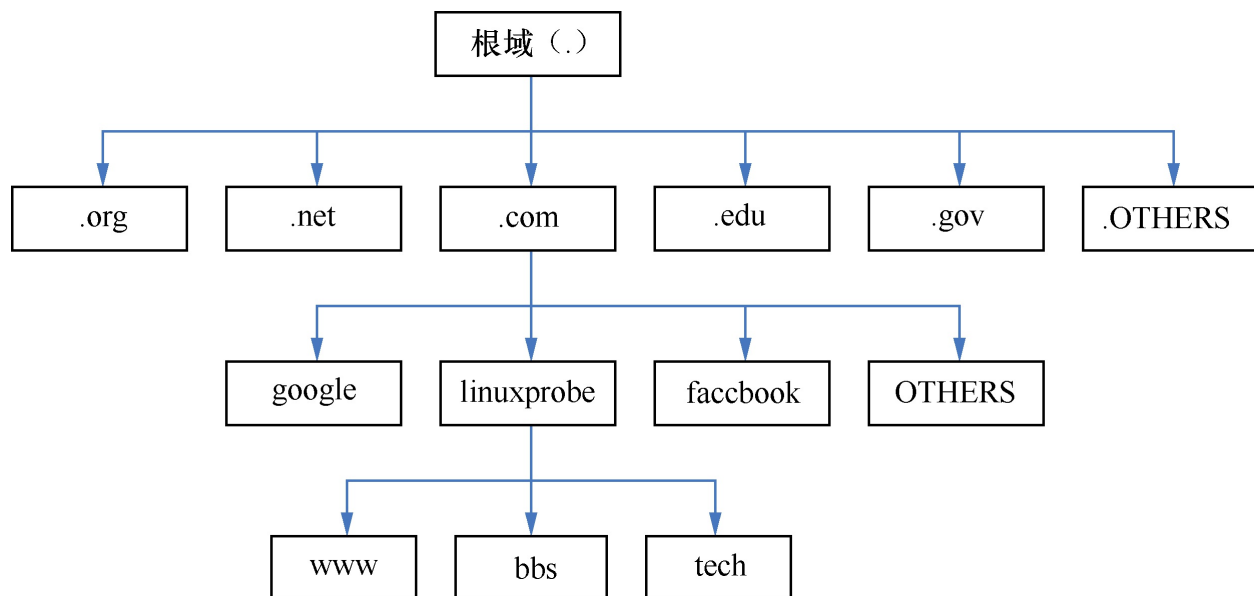 根域（.）
.org .net .com .edu .gov .OTHERS
google linuxprobe faccbook OTHERS
www bbs tech